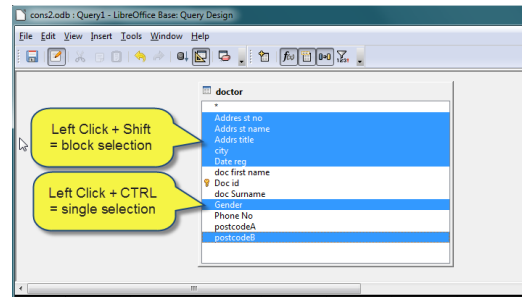 cons2.odb : Query1 - LibreOffice Base: Query Design
File Edit View Insert Tools Window Help
doctor
*
Addres st no
Addrs st name
Addrs title
city
Date reg
doc first name
Doc id
doc Surname
Gender
Phone No
postcodeA
postcodeB
Left Click + Shift
= block selection
Left Click + CTRL
= single selection